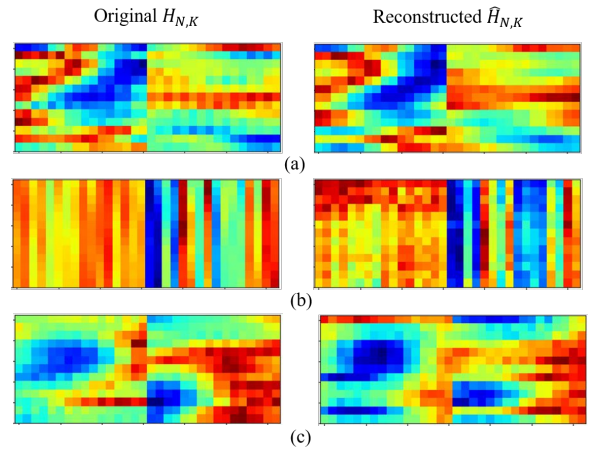 Original H_{N,K}
Reconstructed Ĥ_{N,K}
(a)
(b)
(c)